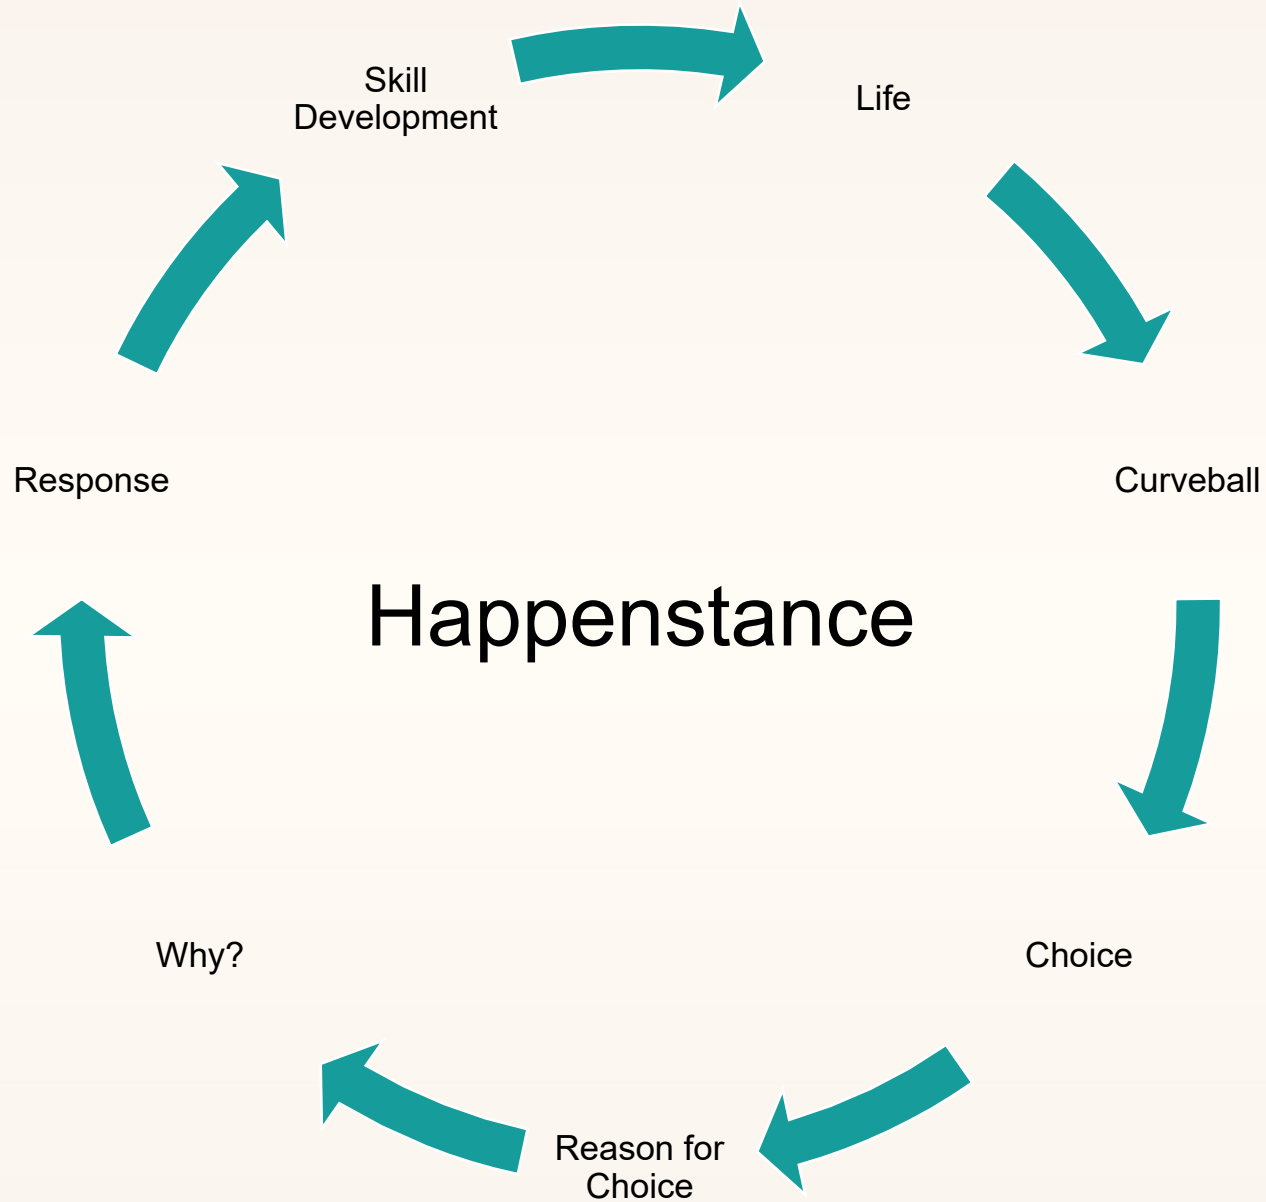 Skill
Development
Life
Response
Curveball
Happenstance
Why?
Choice
Reason for
Choice